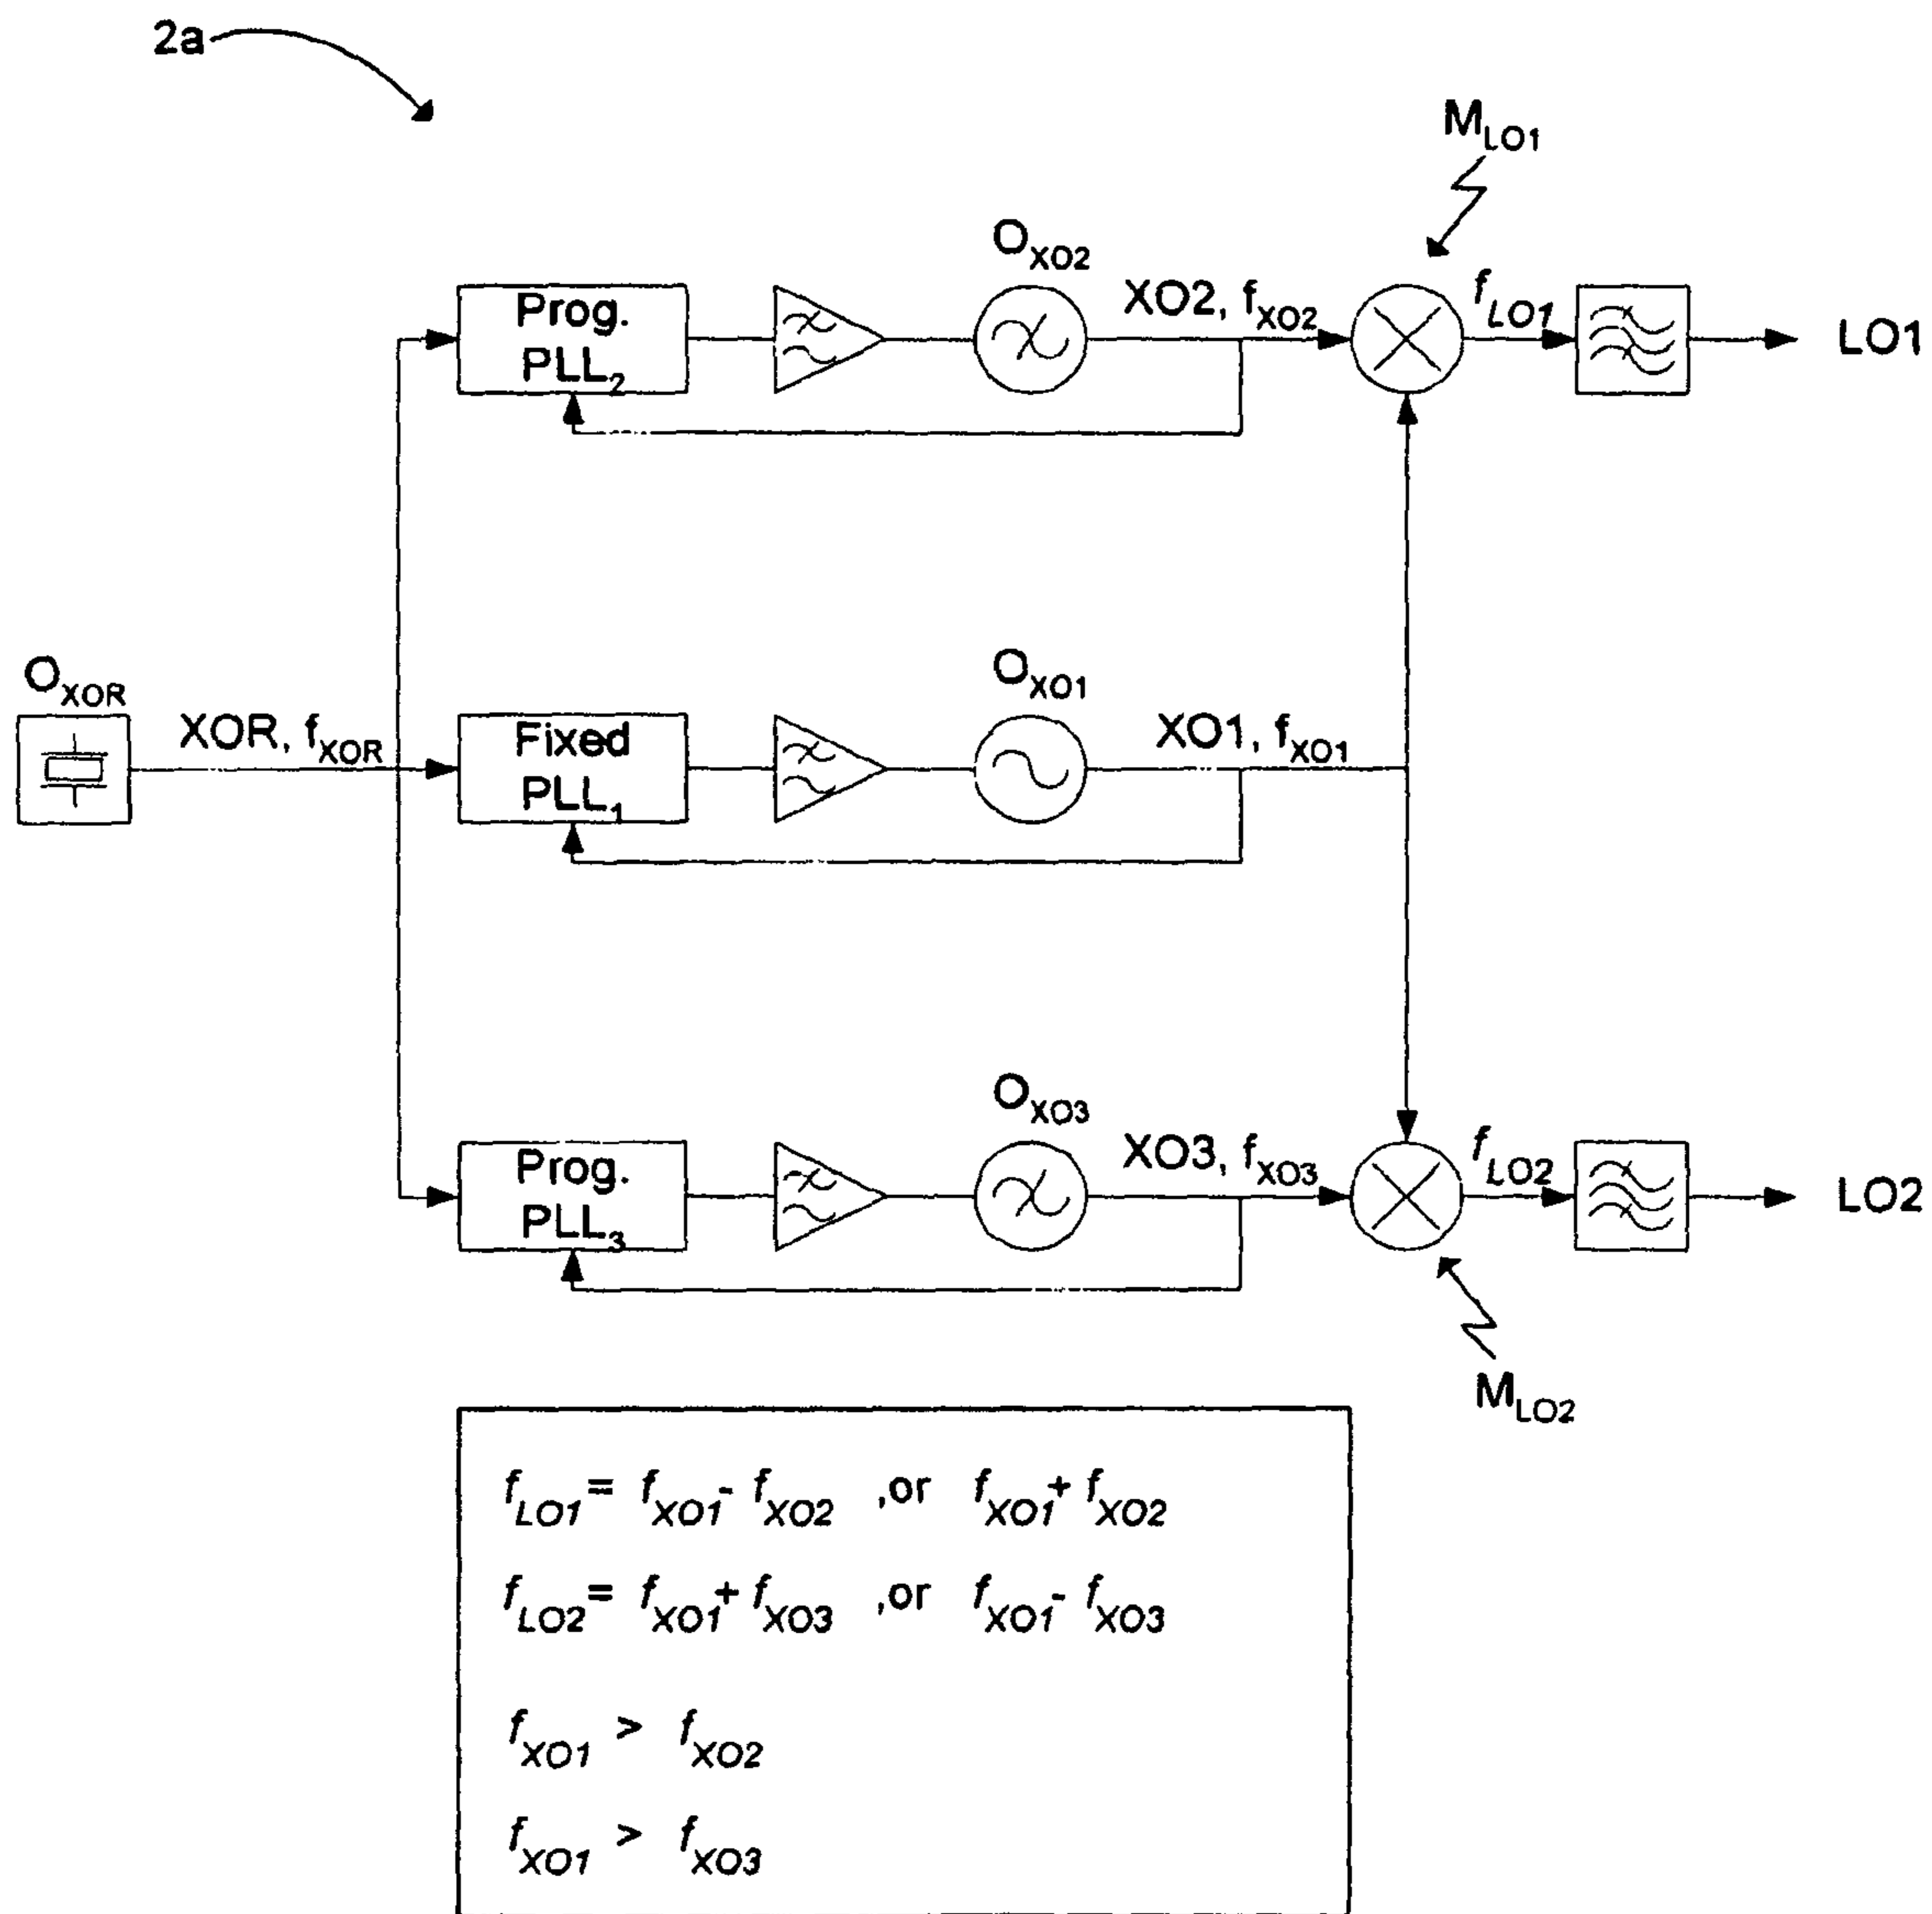 2a
M_LO1
O_XO2
Prog. PLL_2
XO2, f_XO2
f_LO1
LO1
O_XOR
XOR, f_XOR
Fixed PLL_1
O_XO1
XO1, f_XO1
O_XO3
Prog. PLL_3
XO3, f_XO3
f_LO2
LO2
M_LO2
f_LO1 = f_XO1 - f_XO2 ,or f_XO1 + f_XO2
f_LO2 = f_XO1 + f_XO3 ,or f_XO1 - f_XO3
f_XO1 > f_XO2
f_XO1 > f_XO3